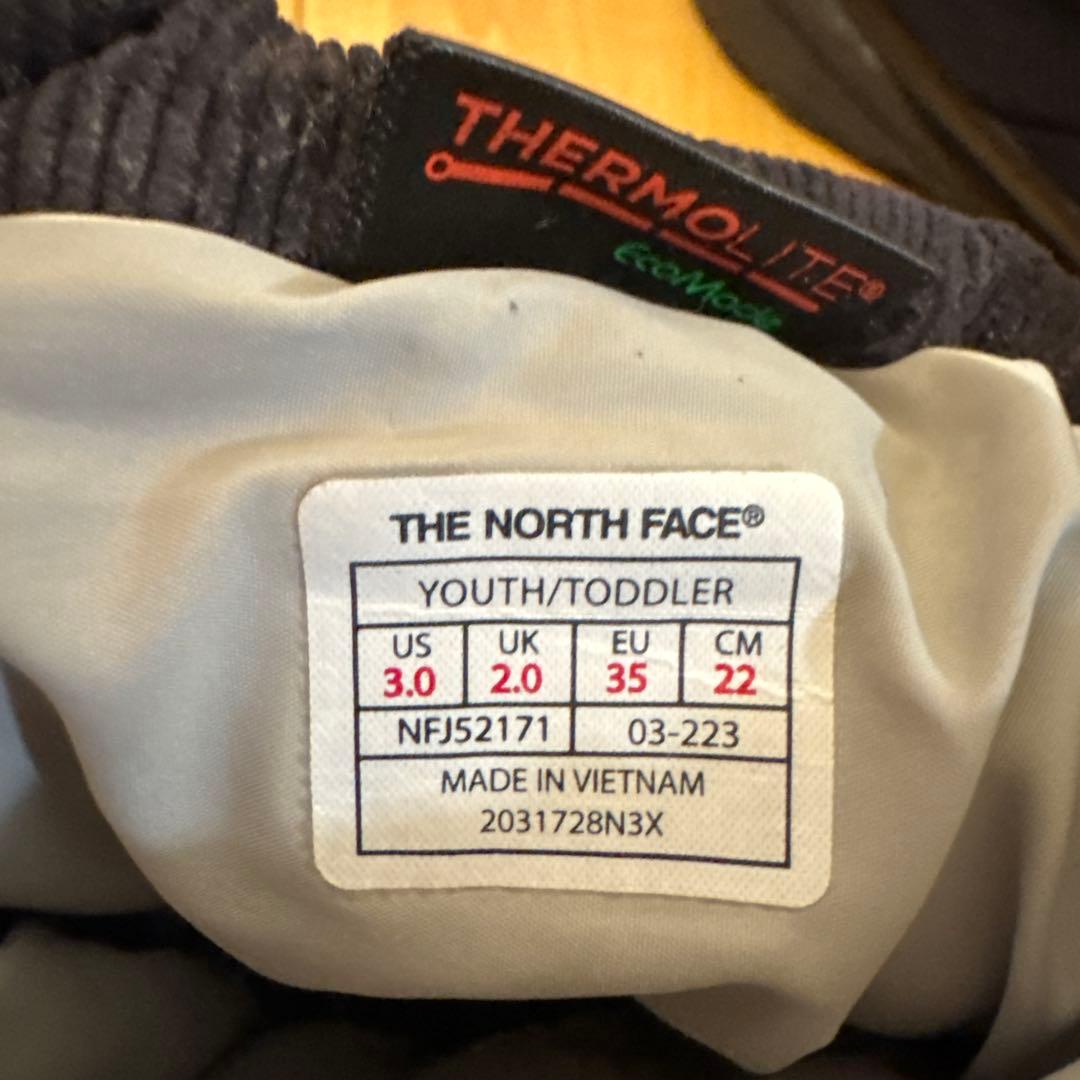 THERMOLITE®
EcoMode
THE NORTH FACE®
YOUTH/TODDLER
US UK EU CM
3.0 2.0 35 22
NFJ52171 03-223
MADE IN VIETNAM
2031728N3X